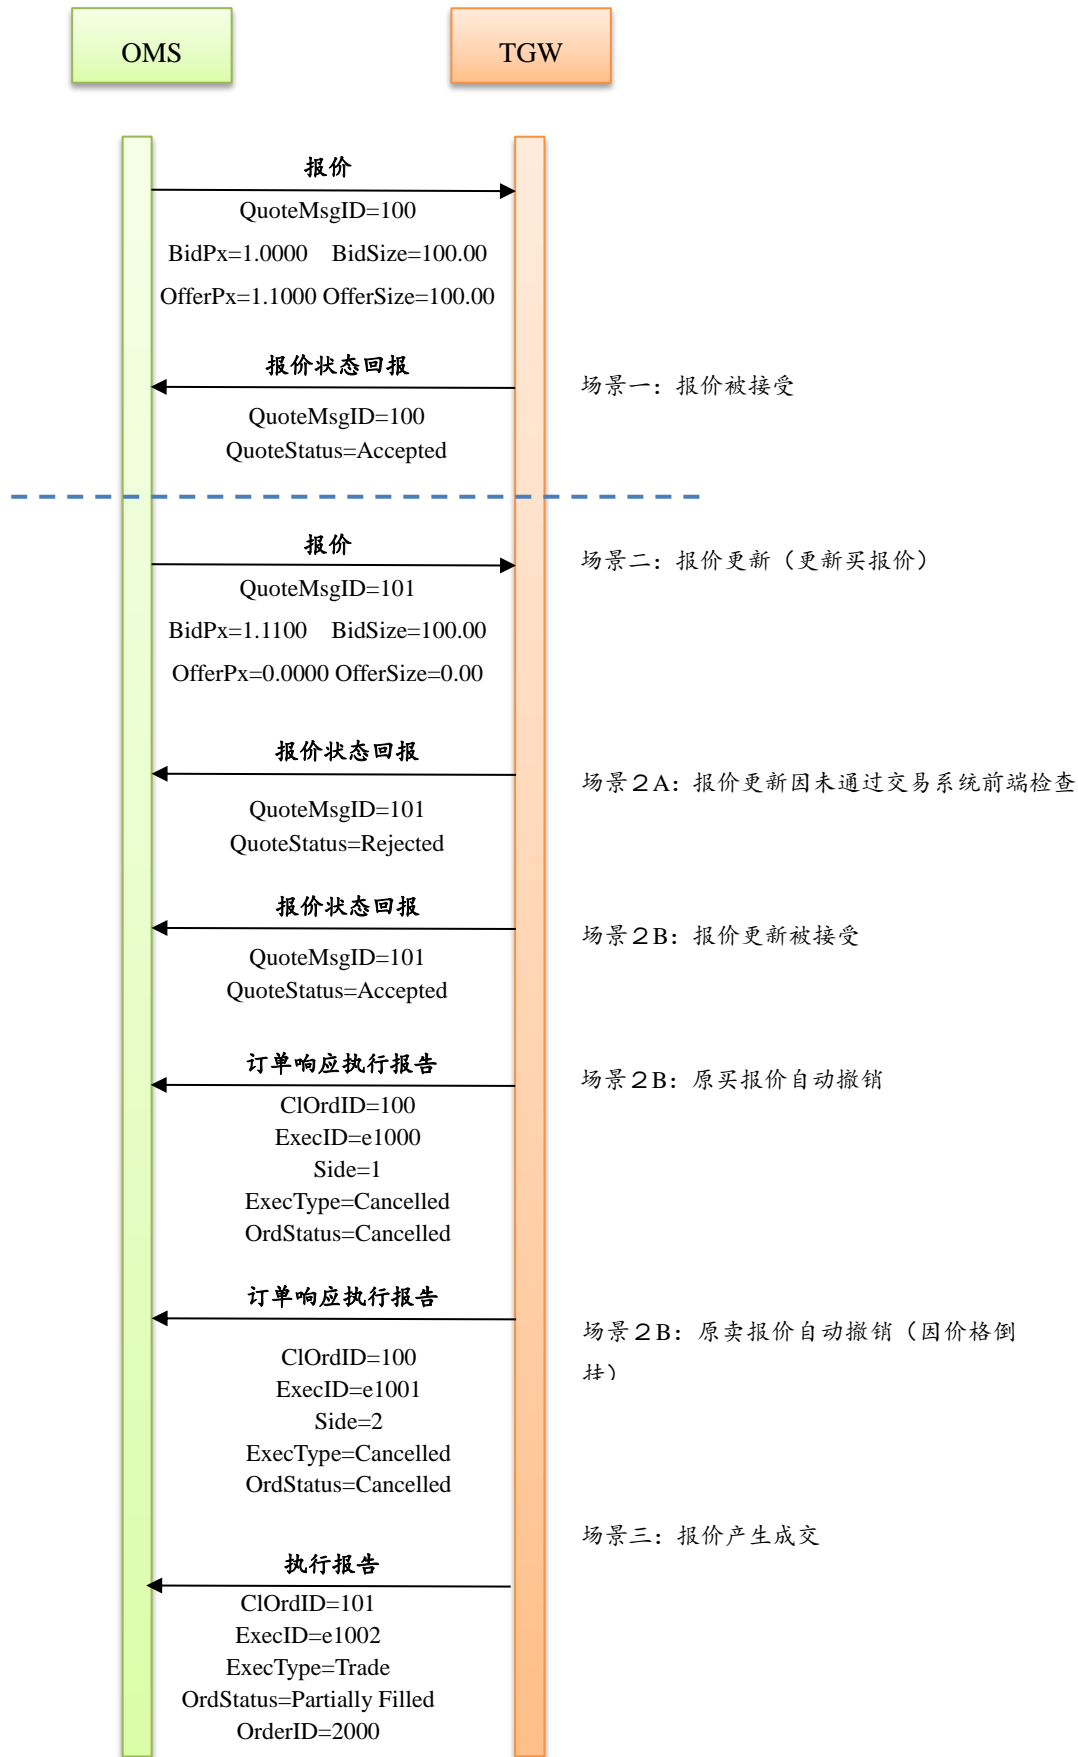 OMS
TGW
报价
QuoteMsgID=100
BidPx=1.0000 BidSize=100.00
OfferPx=1.1000 OfferSize=100.00
报价状态回报
场景一：报价被接受
QuoteMsgID=100
QuoteStatus=Accepted
报价
场景二：报价更新（更新买报价）
QuoteMsgID=101
BidPx=1.1100 BidSize=100.00
OfferPx=0.0000 OfferSize=0.00
报价状态回报
场景２A：报价更新因未通过交易系统前端检查
QuoteMsgID=101
QuoteStatus=Rejected
报价状态回报
场景２B：报价更新被接受
QuoteMsgID=101
QuoteStatus=Accepted
订单响应执行报告
场景２B：原买报价自动撤销
ClOrdID=100
ExecID=e1000
Side=1
ExecType=Cancelled
OrdStatus=Cancelled
订单响应执行报告
场景２B：原卖报价自动撤销（因价格倒
挂）
ClOrdID=100
ExecID=e1001
Side=2
ExecType=Cancelled
OrdStatus=Cancelled
场景三：报价产生成交
执行报告
ClOrdID=101
ExecID=e1002
ExecType=Trade
OrdStatus=Partially Filled
OrderID=2000